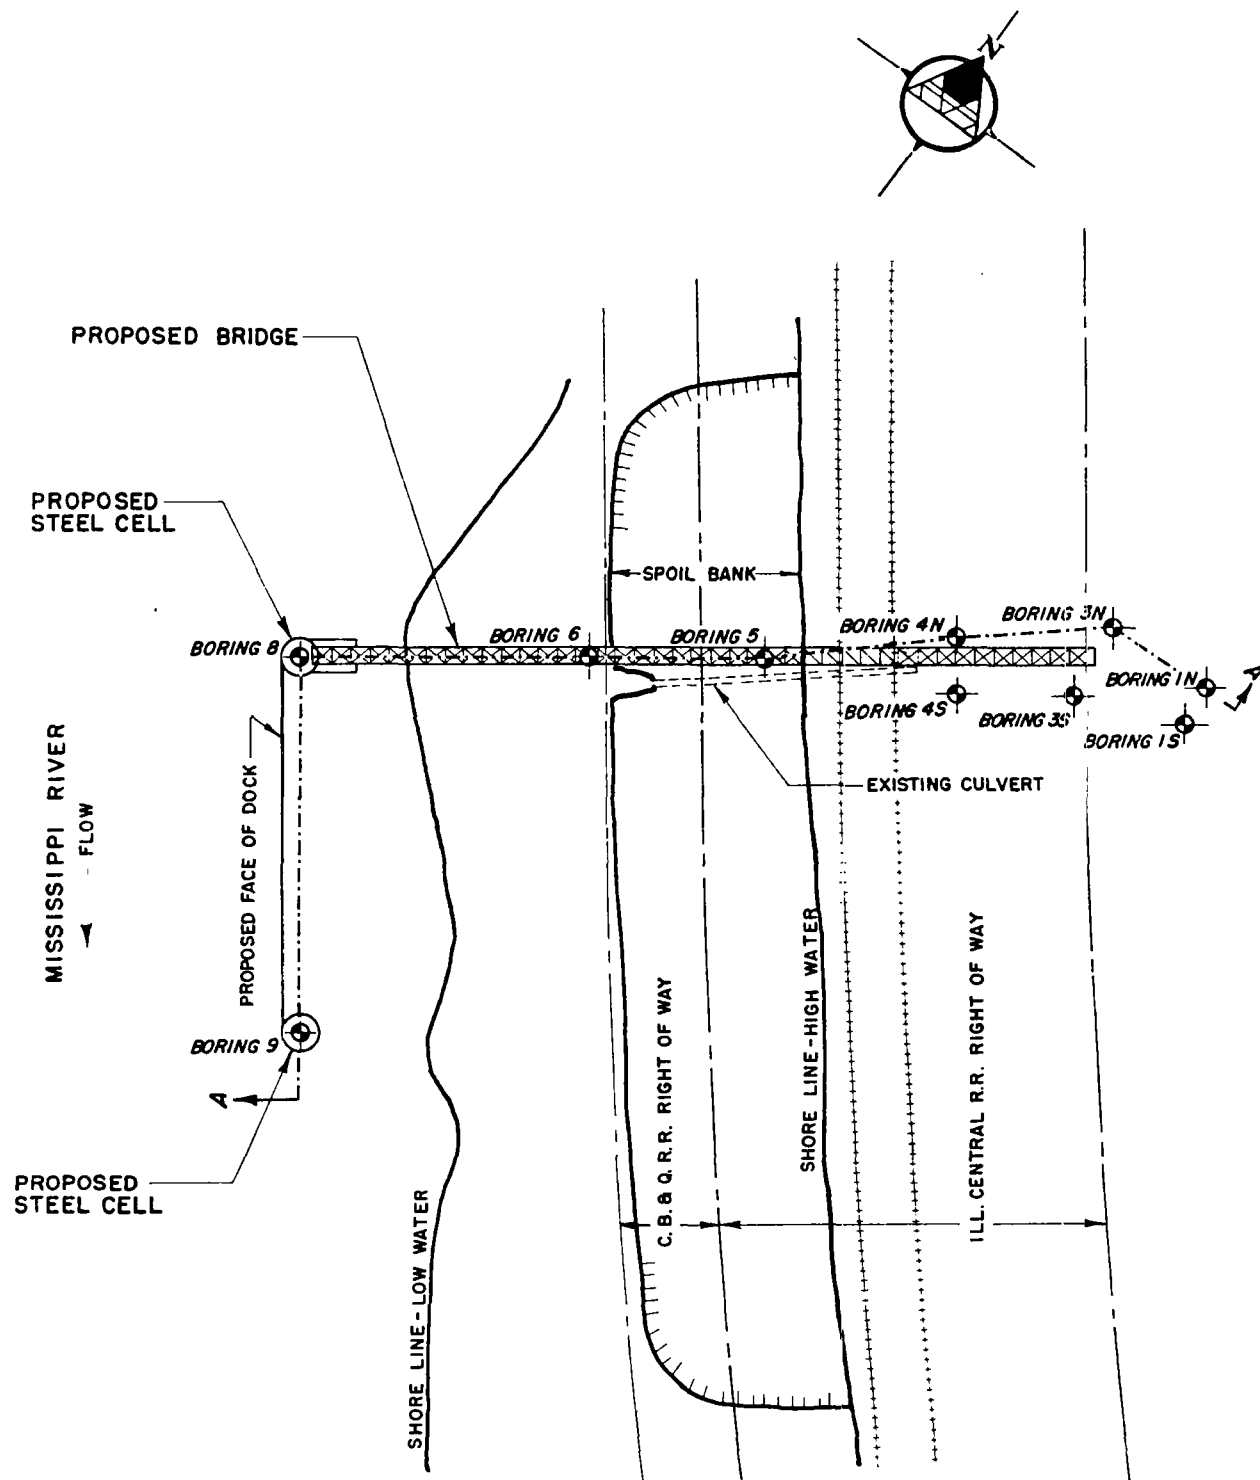 N
PROPOSED BRIDGE
PROPOSED
STEEL CELL
SPOIL BANK
BORING 8
BORING 6
BORING 5
BORING 4N
BORING 3N
BORING 1N
A
BORING 4S
BORING 3S
BORING 1S
EXISTING CULVERT
MISSISSIPPI RIVER
FLOW
PROPOSED FACE OF DOCK
BORING 9
A
PROPOSED
STEEL CELL
SHORE LINE-LOW WATER
C. B. & Q. R.R. RIGHT OF WAY
SHORE LINE-HIGH WATER
ILL. CENTRAL R.R. RIGHT OF WAY